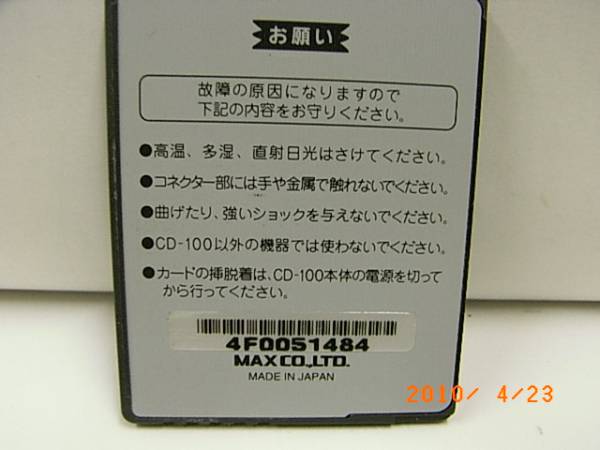 お願い
故障の原因になりますので
下記の内容をお守りください。
●高温、多湿、直射日光はさけてください。
●コネクター部には手や金属で触れないでください。
●曲げたり、強いショックを与えないでください。
●CD-100以外の機器では使わないでください。
●カードの挿脱着は、CD-100本体の電源を切って
から行ってください。
4F0051484
MAX CO.,LTD.
MADE IN JAPAN
2010/ 4/23